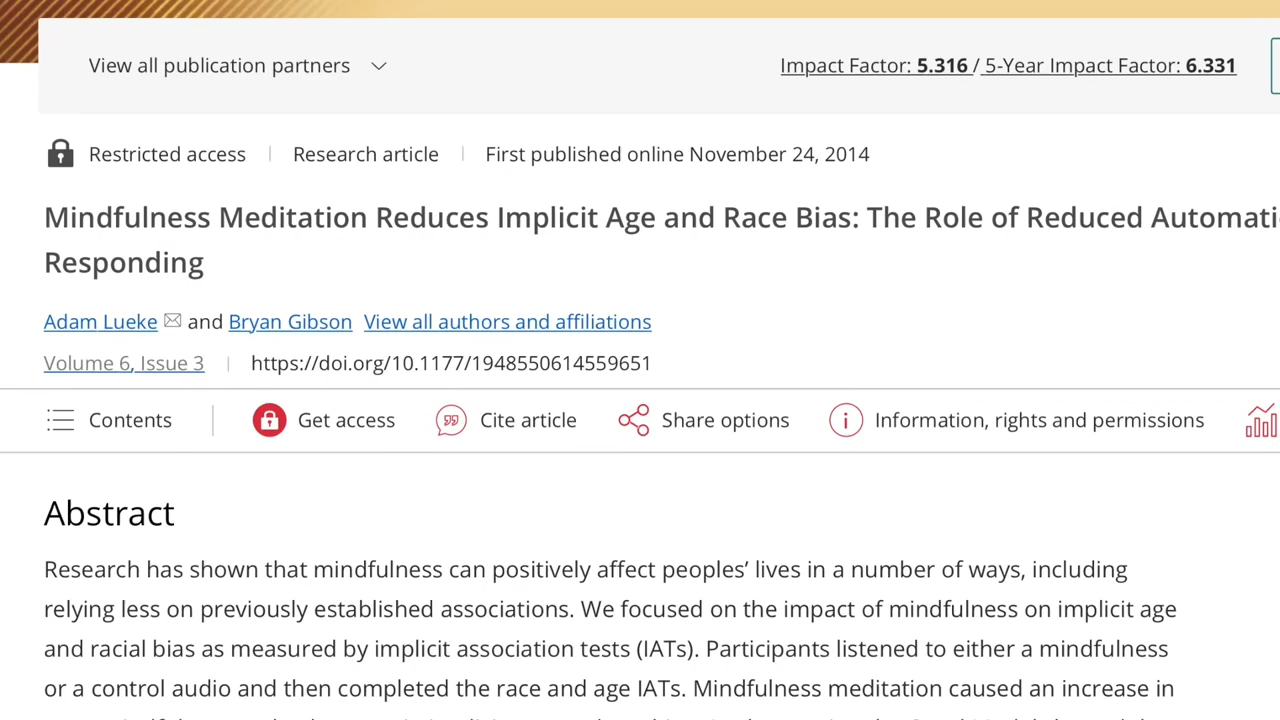 View all publication partners
Impact Factor: 5.316 / 5-Year Impact Factor: 6.331
Restricted access | Research article | First published online November 24, 2014
Mindfulness Meditation Reduces Implicit Age and Race Bias: The Role of Reduced Automati
Responding
Adam Lueke and Bryan Gibson View all authors and affiliations
Volume 6, Issue 3 | https://doi.org/10.1177/1948550614559651
Contents Get access Cite article Share options Information, rights and permissions
Abstract
Research has shown that mindfulness can positively affect peoples’ lives in a number of ways, including
relying less on previously established associations. We focused on the impact of mindfulness on implicit age
and racial bias as measured by implicit association tests (IATs). Participants listened to either a mindfulness
or a control audio and then completed the race and age IATs. Mindfulness meditation caused an increase in